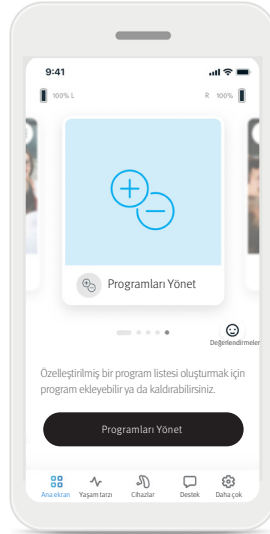 9:41
100% L
R 100%
Programları Yönet
Değerlendirmeler
Özelleştirilmiş bir program listesi oluşturmak için
program ekleyebilir ya da kaldırabilirsiniz.
Programları Yönet
Ana ekran Yaşam tarzı Cihazlar Destek Daha çok